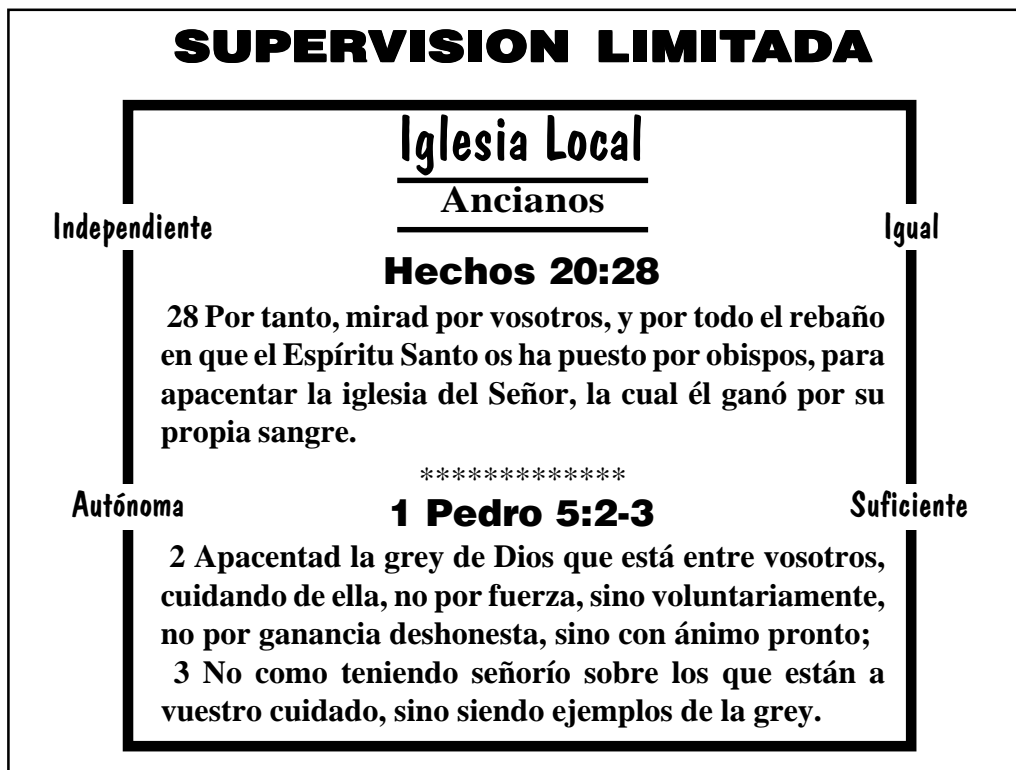 SUPERVISION LIMITADA
Iglesia Local
Ancianos
Independiente
Igual
Hechos 20:28
28 Por tanto, mirad por vosotros, y por todo el rebaño
en que el Espíritu Santo os ha puesto por obispos, para
apacentar la iglesia del Señor, la cual él ganó por su
propia sangre.
*************
Autónoma
Suficiente
1 Pedro 5:2-3
2 Apacentad la grey de Dios que está entre vosotros,
cuidando de ella, no por fuerza, sino voluntariamente,
no por ganancia deshonesta, sino con ánimo pronto;
3 No como teniendo señorío sobre los que están a
vuestro cuidado, sino siendo ejemplos de la grey.